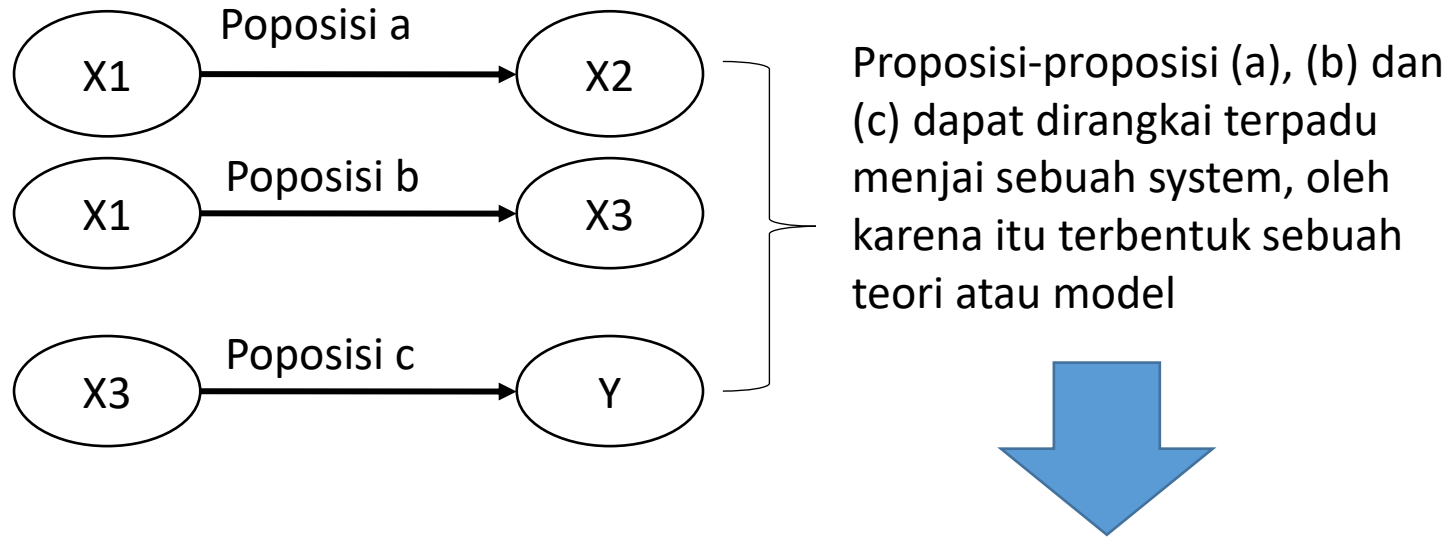 Poposisi a
X1
X2
Poposisi b
X1
X3
Poposisi c
X3
Y
Proposisi-proposisi (a), (b) dan
(c) dapat dirangkai terpadu
menjai sebuah system, oleh
karena itu terbentuk sebuah
teori atau model